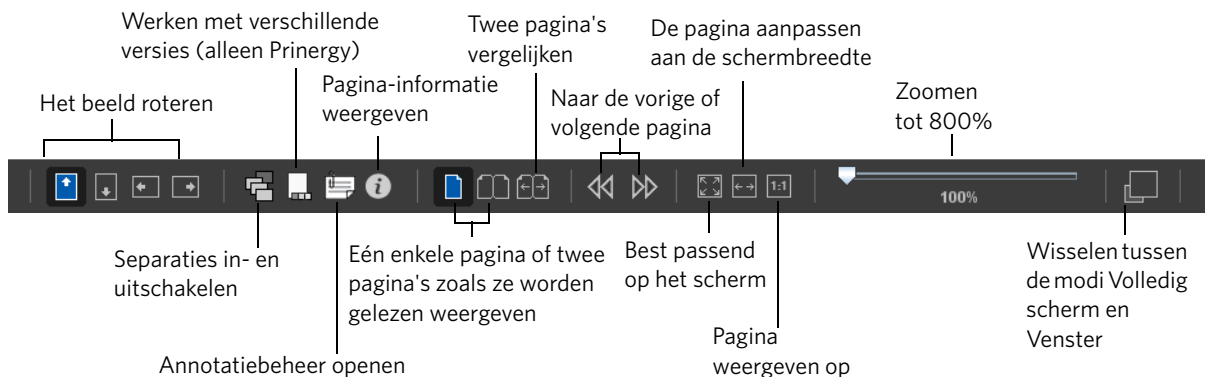 Werken met verschillende
versies (alleen Prinergy)
Twee pagina's
vergelijken
De pagina aanpassen
aan de schermbreedte
Het beeld roteren
Pagina-informatie
weergeven
Naar de vorige of
volgende pagina
Zoomen
tot 800%
1:1
100%
Separaties in- en
uitschakelen
Eén enkele pagina of twee
pagina's zoals ze worden
gelezen weergeven
Best passend
op het scherm
Wisselen tussen
de modi Volledig
scherm en
Venster
Annotatiebeheer openen
Pagina
weergeven op